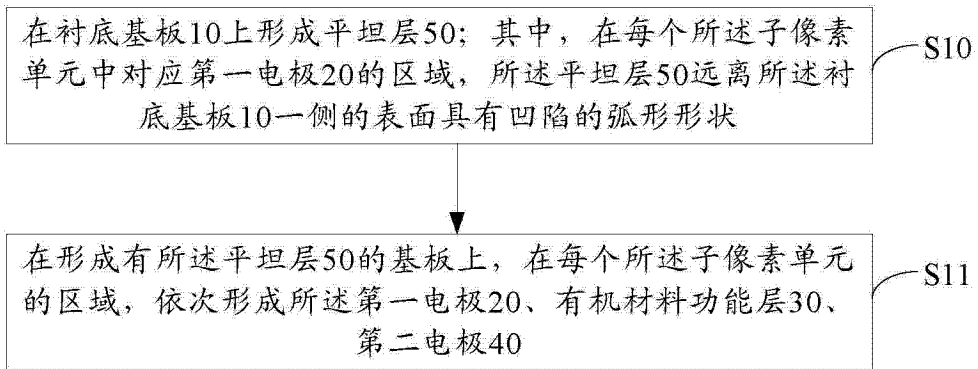 在衬底基板10上形成平坦层50；其中，在每个所述子像素
单元中对应第一电极20的区域，所述平坦层50远离所述衬
底基板10一侧的表面具有凹陷的弧形形状
S10
在形成有所述平坦层50的基板上，在每个所述子像素单元
的区域，依次形成所述第一电极20、有机材料功能层30、
第二电极40
S11